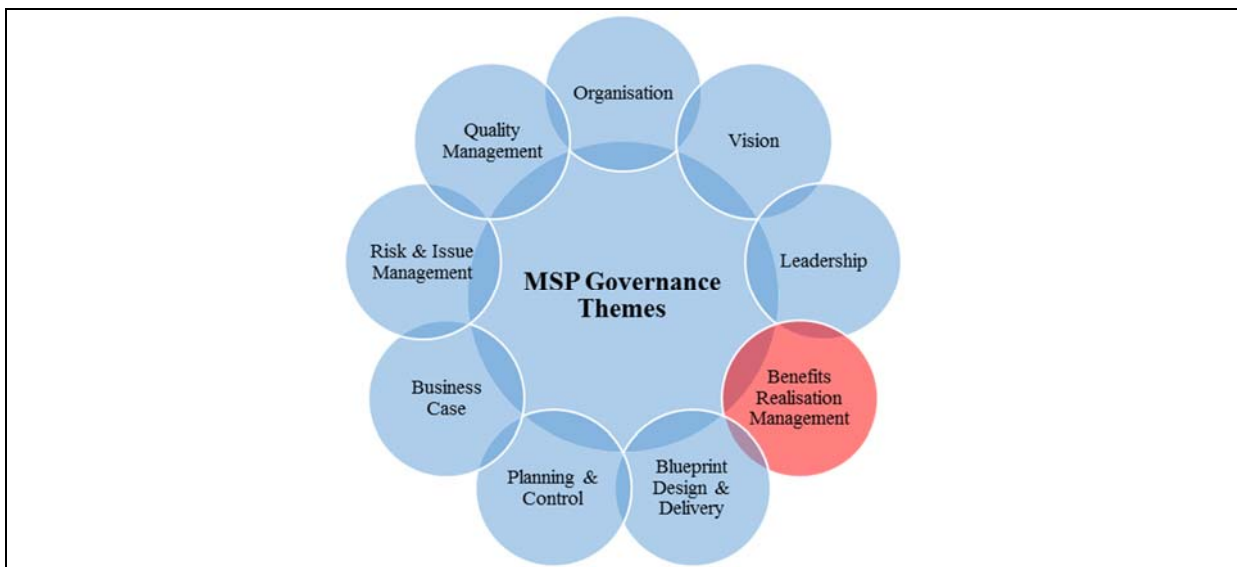 Organisation
Vision
Leadership
Benefits
Realisation
Management
Blueprint
Design &
Delivery
Planning &
Control
Business
Case
Risk & Issue
Management
Quality
Management
MSP Governance
Themes